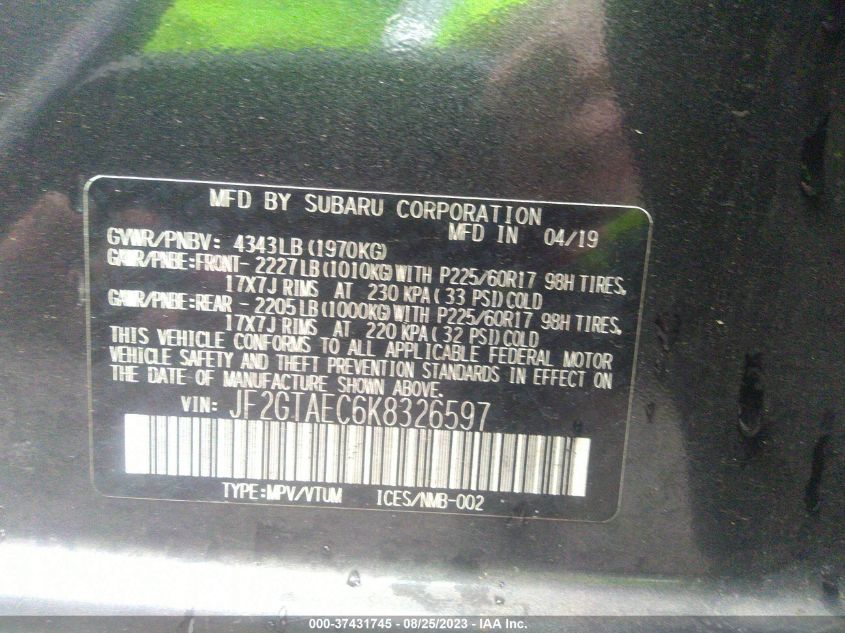 MFD BY SUBARU CORPORATION
MFD IN 04/19
GVWR/PNBV: 4343LB(1970KG)
GAWR/PNBE:FRONT- 2227LB(1010KG)WITH P225/60R17 98H TIRES,
17X7J RIMS AT 230 KPA( 33 PSI)COLD
GAWR/PNBE:REAR - 2205LB(1000KG)WITH P225/60R17 98H TIRES,
17X7J RIMS AT 220 KPA( 32 PSI)COLD
THIS VEHICLE CONFORMS TO ALL APPLICABLE FEDERAL MOTOR
VEHICLE SAFETY AND THEFT PREVENTION STANDARDS IN EFFECT ON
THE DATE OF MANUFACTURE SHOWN ABOVE.
VIN: JF2GTAEC6K8326597
TYPE:MPV/VTUM ICES/NMB-002
000-37431745 - 08/25/2023 - IAA Inc.